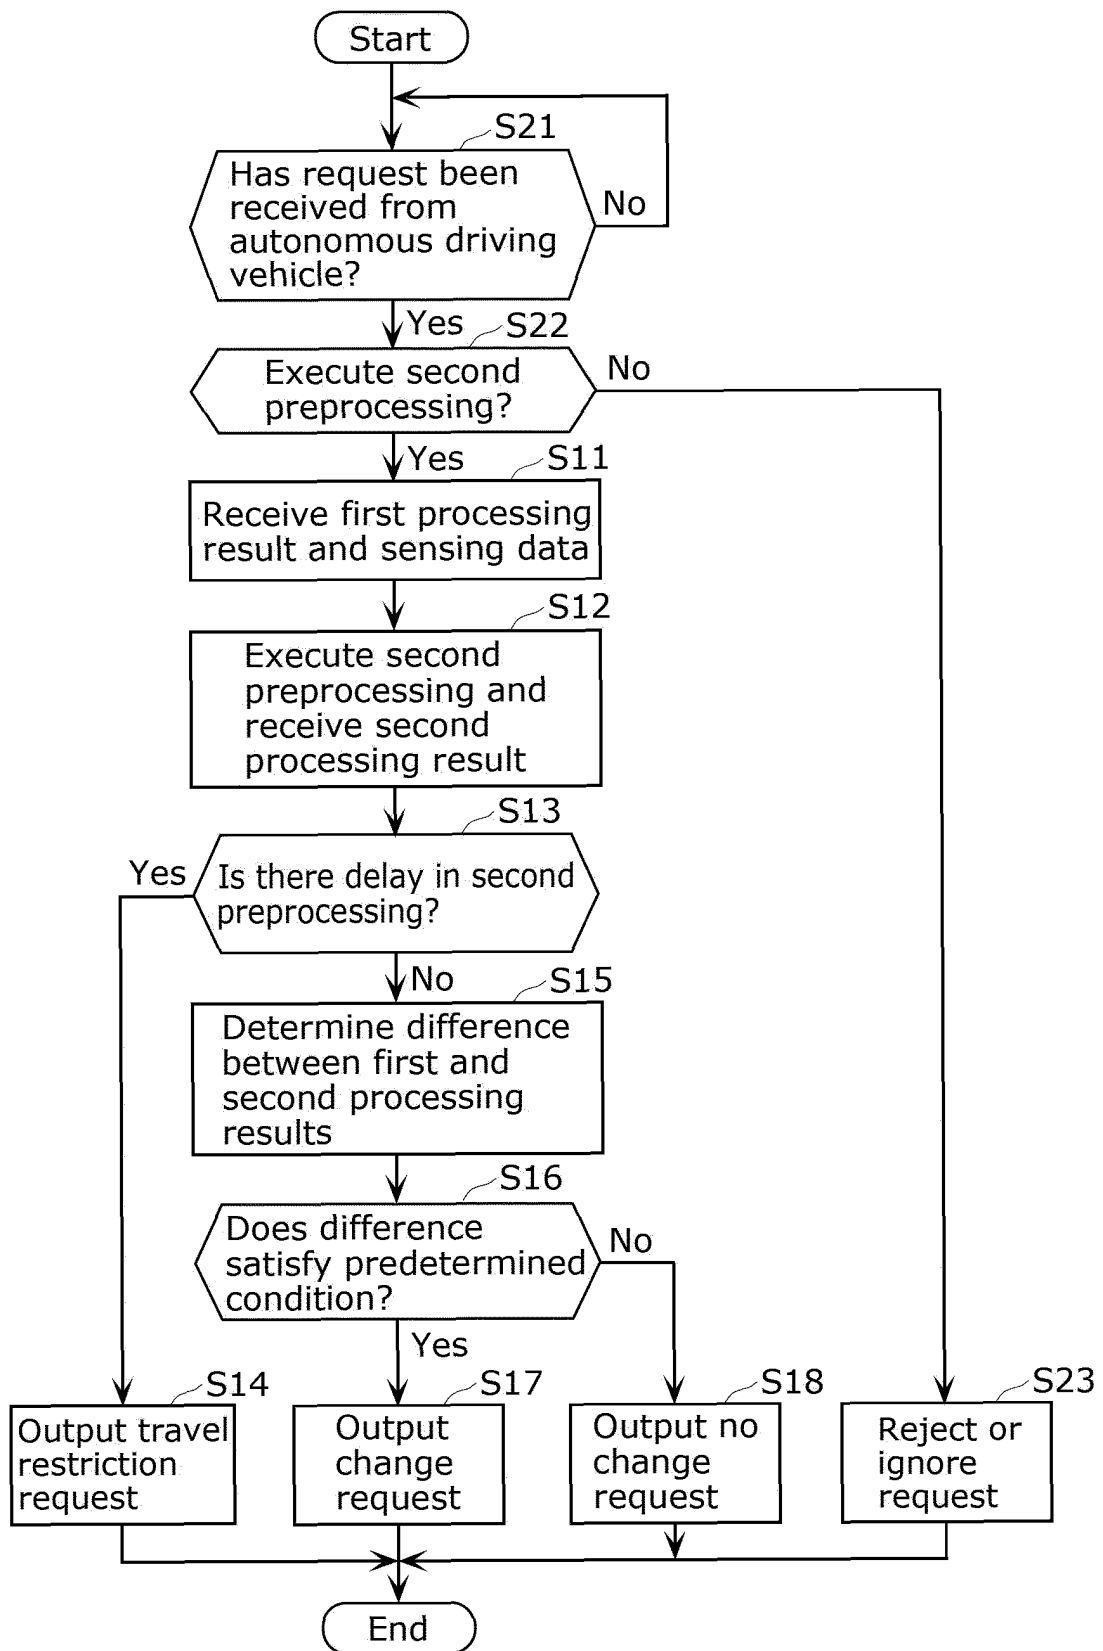 Start
S21
Has request been
received from
autonomous driving
vehicle?
No
Yes
S22
Execute second
preprocessing?
No
Yes
S11
Receive first processing
result and sensing data
S12
Execute second
preprocessing and
receive second
processing result
S13
Yes
Is there delay in second
preprocessing?
No
S15
Determine difference
between first and
second processing
results
S16
Does difference
satisfy predetermined
condition?
No
Yes
S14
Output travel
restriction
request
S17
Output
change
request
S18
Output no
change
request
S23
Reject or
ignore
request
End